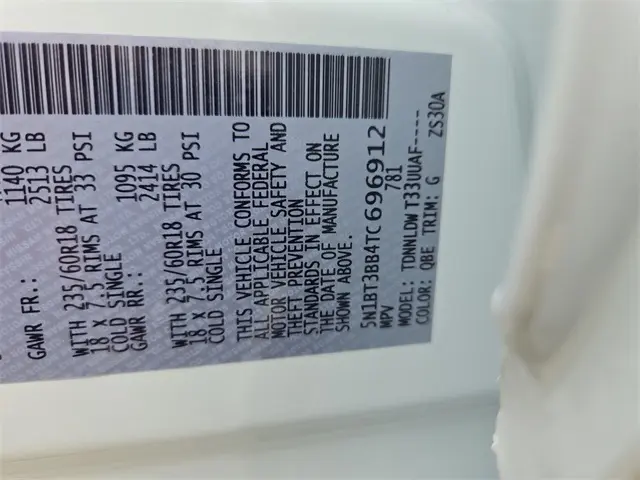 1140 KG
GAWR FR.: 2513 LB
WITH 235/60R18 TIRES
18 X 7.5 RIMS AT 33 PSI
COLD SINGLE 1095 KG
GAWR RR.: 2414 LB
WITH 235/60R18 TIRES
18 X 7.5 RIMS AT 30 PSI
COLD SINGLE
THIS VEHICLE CONFORMS TO
ALL APPLICABLE FEDERAL
MOTOR VEHICLE SAFETY AND
THEFT PREVENTION
STANDARDS IN EFFECT ON
THE DATE OF MANUFACTURE
SHOWN ABOVE.
5N1BT3BB4TC696912
MPV 781
MODEL: TDNNLDW T33UUAF----
COLOR: QBE TRIM: G ZS30A